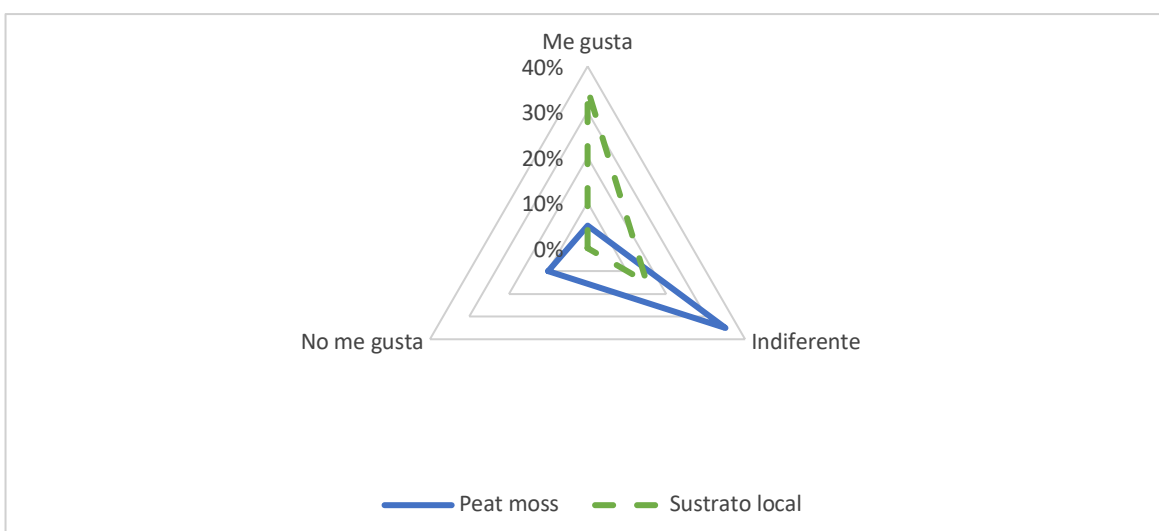 Me gusta
40%
30%
20%
10%
0%
No me gusta
Indiferente
Peat moss
Sustrato local